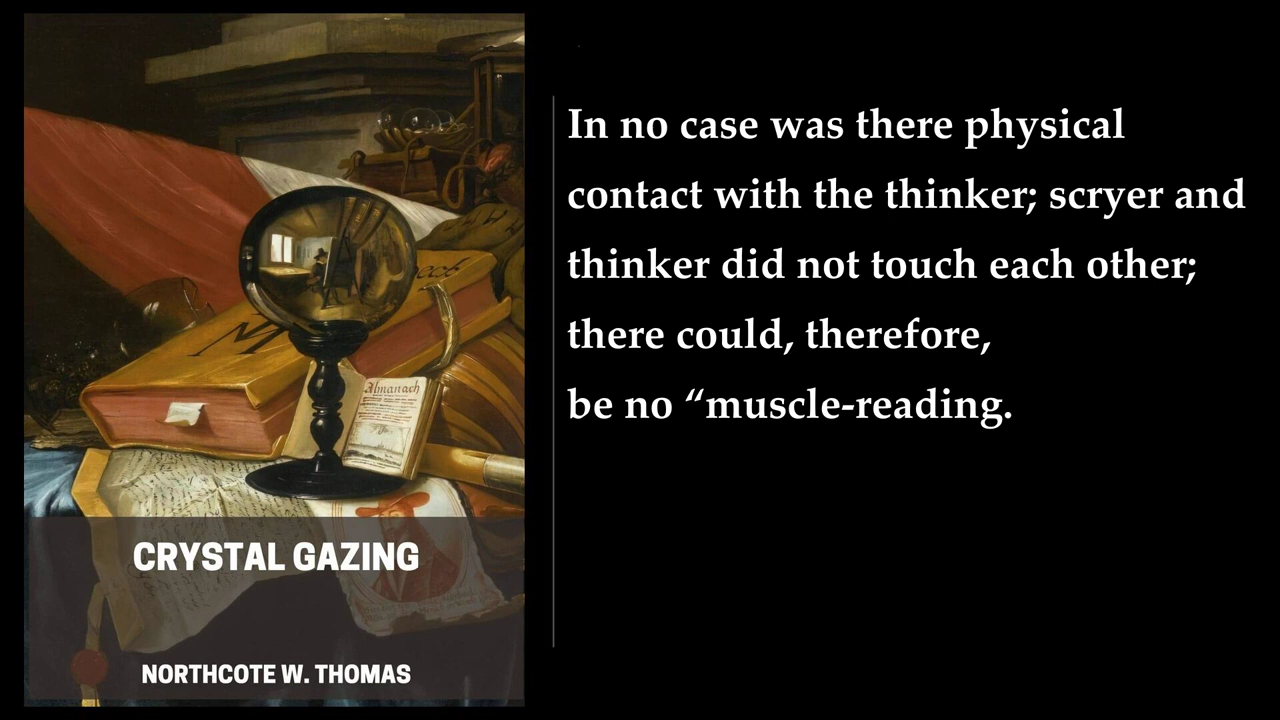 In no case was there physical
contact with the thinker; scryer and
thinker did not touch each other;
there could, therefore,
be no “muscle-reading.
Almanach
M
CRYSTAL GAZING
NORTHCOTE W. THOMAS